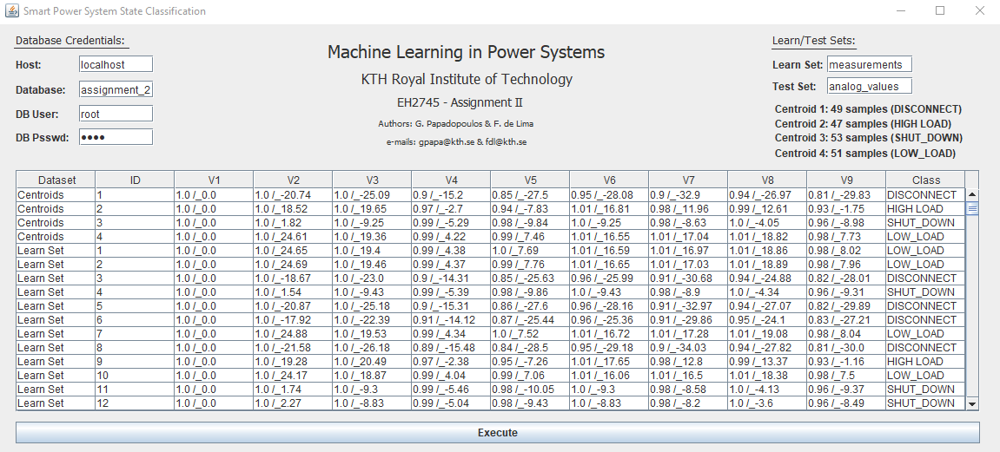 Smart Power System State Classification
Database Credentials:
Host: localhost
Database: assignment_2
DB User: root
DB Psswd: ●●●●
Machine Learning in Power Systems
KTH Royal Institute of Technology
EH2745 - Assignment II
Authors: G. Papadopoulos & F. de Lima
e-mails: gpapa@kth.se & fdl@kth.se
Learn/Test Sets:
Learn Set: measurements
Test Set: analog_values
Centroid 1: 49 samples (DISCONNECT)
Centroid 2: 47 samples (HIGH LOAD)
Centroid 3: 53 samples (SHUT_DOWN)
Centroid 4: 51 samples (LOW_LOAD)
Dataset ID V1 V2 V3 V4 V5 V6 V7 V8 V9 Class
Centroids 1 1.0 /_0.0 1.0 /_-20.74 1.0 /_-25.09 0.9 /_-15.2 0.85 /_-27.5 0.95 /_-28.08 0.9 /_-32.9 0.94 /_-26.97 0.81 /_-29.83 DISCONNECT
Centroids 2 1.0 /_0.0 1.0 /_18.52 1.0 /_19.65 0.97 /_-2.7 0.94 /_-7.83 1.01 /_16.81 0.98 /_11.96 0.99 /_12.61 0.93 /_-1.75 HIGH LOAD
Centroids 3 1.0 /_0.0 1.0 /_1.82 1.0 /_-9.25 0.99 /_-5.29 0.98 /_-9.84 1.0 /_-9.25 0.98 /_-8.63 1.0 /_-4.05 0.96 /_-8.98 SHUT_DOWN
Centroids 4 1.0 /_0.0 1.0 /_24.61 1.0 /_19.36 0.99 /_4.22 0.99 /_7.46 1.01 /_16.55 1.01 /_17.04 1.01 /_18.82 0.98 /_7.73 LOW_LOAD
Learn Set 1 1.0 /_0.0 1.0 /_24.65 1.0 /_19.4 0.99 /_4.38 1.0 /_7.69 1.01 /_16.59 1.01 /_16.97 1.01 /_18.86 0.98 /_8.02 LOW_LOAD
Learn Set 2 1.0 /_0.0 1.0 /_24.69 1.0 /_19.46 0.99 /_4.37 0.99 /_7.76 1.01 /_16.65 1.01 /_17.03 1.01 /_18.89 0.98 /_7.96 LOW_LOAD
Learn Set 3 1.0 /_0.0 1.0 /_-18.67 1.0 /_-23.0 0.9 /_-14.31 0.85 /_-25.63 0.96 /_-25.99 0.91 /_-30.68 0.94 /_-24.88 0.82 /_-28.01 DISCONNECT
Learn Set 4 1.0 /_0.0 1.0 /_1.54 1.0 /_-9.43 0.99 /_-5.39 0.98 /_-9.86 1.0 /_-9.43 0.98 /_-8.9 1.0 /_-4.34 0.96 /_-9.31 SHUT_DOWN
Learn Set 5 1.0 /_0.0 1.0 /_-20.87 1.0 /_-25.18 0.9 /_-15.31 0.86 /_-27.6 0.96 /_-28.16 0.91 /_-32.97 0.94 /_-27.07 0.82 /_-29.89 DISCONNECT
Learn Set 6 1.0 /_0.0 1.0 /_-17.92 1.0 /_-22.39 0.91 /_-14.12 0.87 /_-25.44 0.96 /_-25.36 0.91 /_-29.86 0.95 /_-24.1 0.83 /_-27.21 DISCONNECT
Learn Set 7 1.0 /_0.0 1.0 /_24.88 1.0 /_19.53 0.99 /_4.34 1.0 /_7.52 1.01 /_16.72 1.01 /_17.28 1.01 /_19.08 0.98 /_8.04 LOW_LOAD
Learn Set 8 1.0 /_0.0 1.0 /_-21.58 1.0 /_-26.18 0.89 /_-15.48 0.84 /_-28.5 0.95 /_-29.18 0.9 /_-34.03 0.94 /_-27.82 0.81 /_-30.0 DISCONNECT
Learn Set 9 1.0 /_0.0 1.0 /_19.28 1.0 /_20.49 0.97 /_-2.38 0.95 /_-7.26 1.01 /_17.65 0.98 /_12.8 0.99 /_13.37 0.93 /_-1.16 HIGH LOAD
Learn Set 10 1.0 /_0.0 1.0 /_24.17 1.0 /_18.87 0.99 /_4.04 0.99 /_7.06 1.01 /_16.06 1.01 /_16.5 1.01 /_18.38 0.98 /_7.5 LOW_LOAD
Learn Set 11 1.0 /_0.0 1.0 /_1.74 1.0 /_-9.3 0.99 /_-5.46 0.98 /_-10.05 1.0 /_-9.3 0.98 /_-8.58 1.0 /_-4.13 0.96 /_-9.37 SHUT_DOWN
Learn Set 12 1.0 /_0.0 1.0 /_2.27 1.0 /_-8.83 0.99 /_-5.04 0.98 /_-9.43 1.0 /_-8.83 0.98 /_-8.2 1.0 /_-3.6 0.96 /_-8.49 SHUT_DOWN
Execute